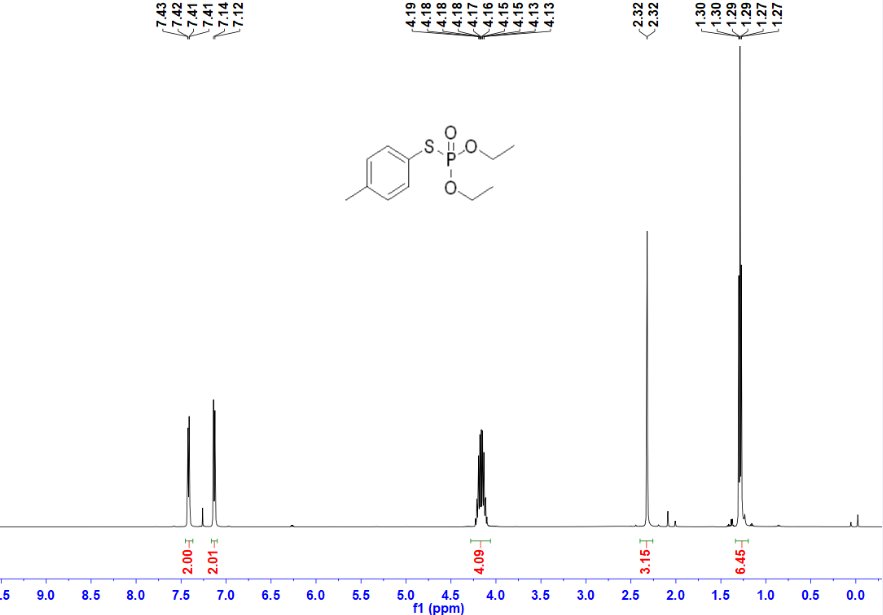 7.43 7.42 7.41 7.41 7.14 7.12 4.19 4.18 4.18 4.18 4.17 4.16 4.15 4.15 4.13 4.13 2.32 2.32 1.30 1.30 1.29 1.29 1.27 1.27
O
S P O
O
2.00 2.01 4.09 3.15 6.45
.5 9.0 8.5 8.0 7.5 7.0 6.5 6.0 5.5 5.0 4.5 4.0 3.5 3.0 2.5 2.0 1.5 1.0 0.5 0.0
f1 (ppm)